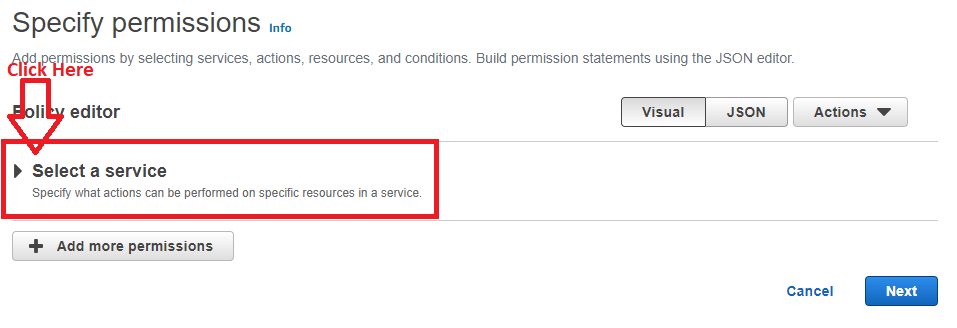 Specify permissions Info
Add permissions by selecting services, actions, resources, and conditions. Build permission statements using the JSON editor.
Click Here
Policy editor
Visual JSON Actions
Select a service
Specify what actions can be performed on specific resources in a service.
Add more permissions
Cancel Next